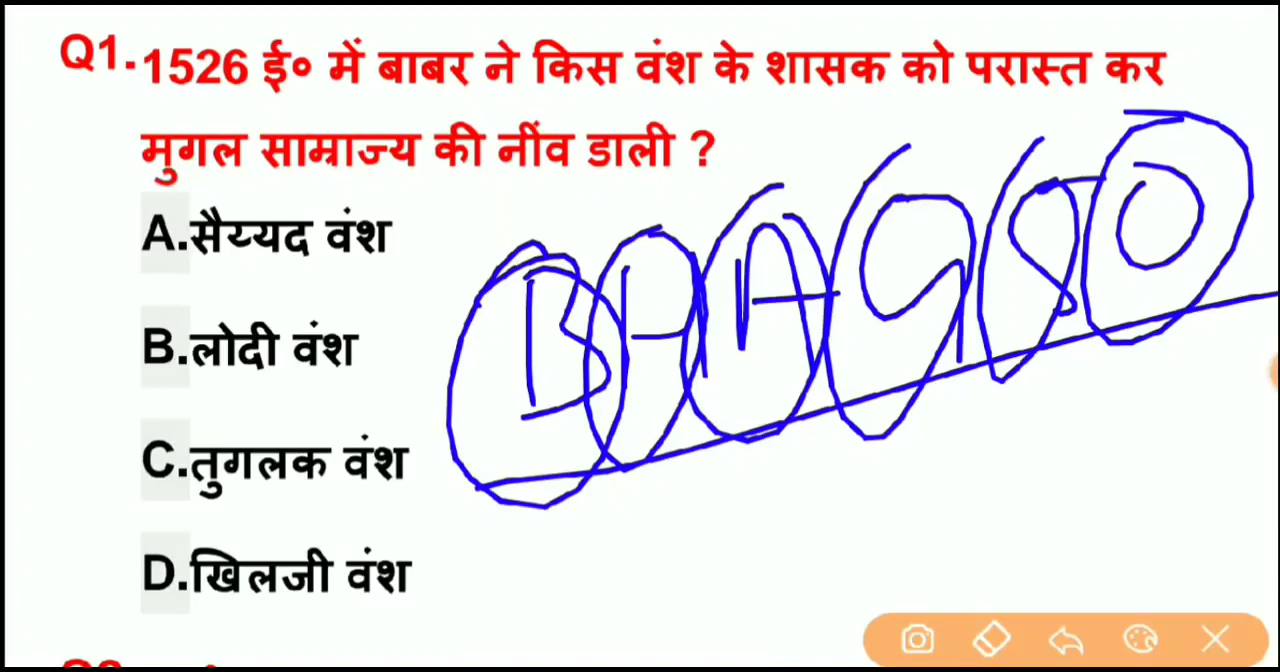 Q1. 1526 ई० में बाबर ने किस वंश के शासक को परास्त कर
मुगल साम्राज्य की नींव डाली ?
A.सैय्यद वंश
B.लोदी वंश
C.तुगलक वंश
D.खिलजी वंश